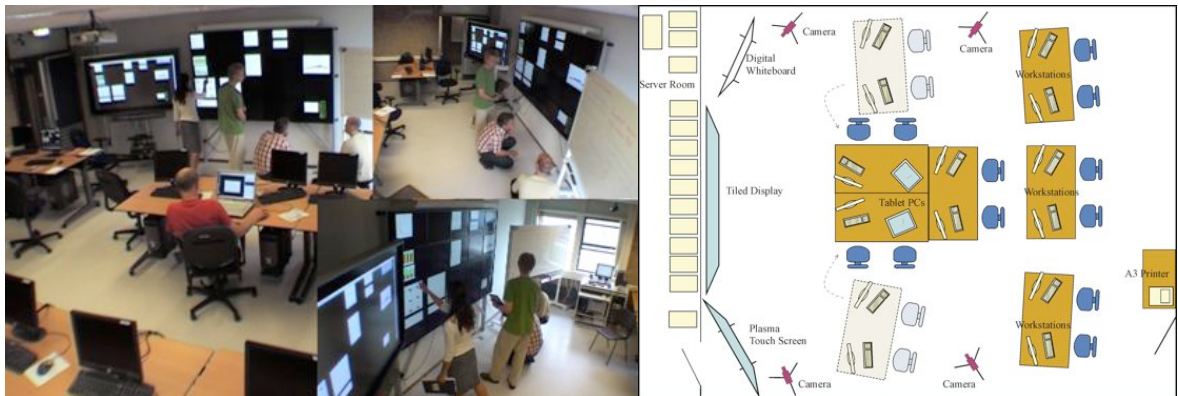 Camera
Camera
Digital
Whiteboard
Workstations
Server Room
Tiled Display
Tablet PCs
Workstations
A3 Printer
Plasma
Touch Screen
Workstations
Camera
Camera